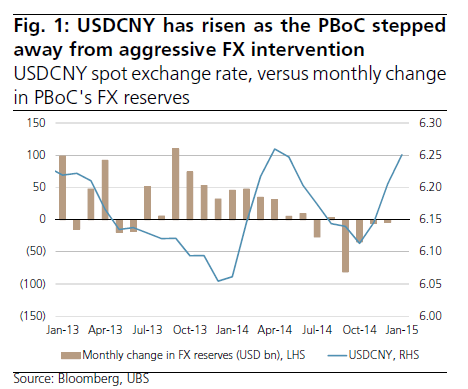 Fig. 1: USDCNY has risen as the PBoC stepped
away from aggressive FX intervention
USDCNY spot exchange rate, versus monthly change
in PBoC's FX reserves
150 6.30
100 6.25
50 6.20
0 6.15
(50) 6.10
(100) 6.05
(150) 6.00
Jan-13 Apr-13 Jul-13 Oct-13 Jan-14 Apr-14 Jul-14 Oct-14 Jan-15
Monthly change in FX reserves (USD bn), LHS USDCNY, RHS
Source: Bloomberg, UBS